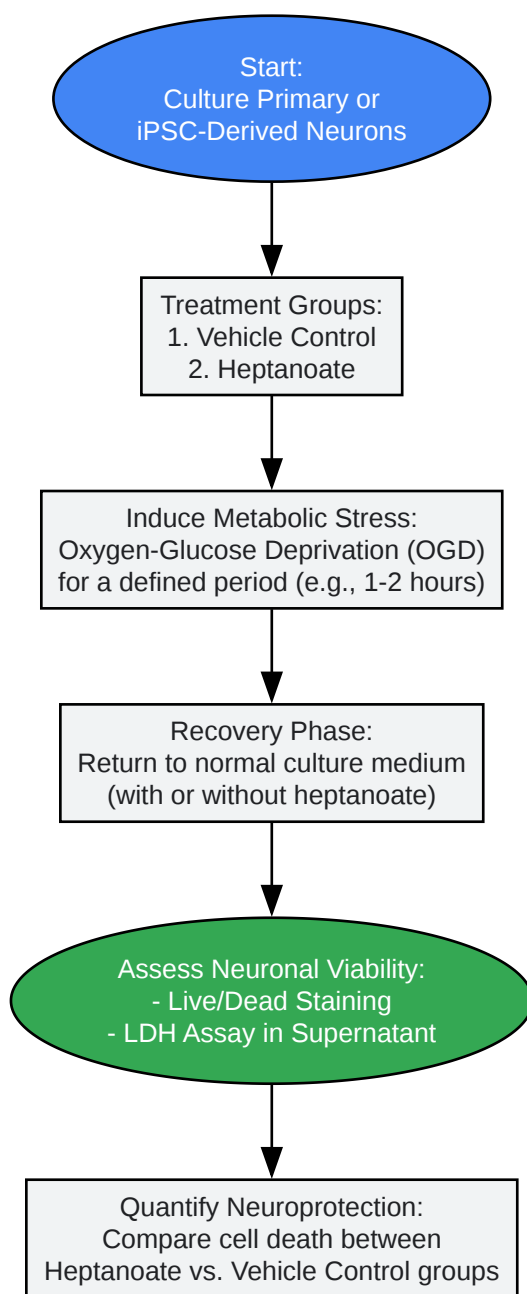 Start:
Culture Primary or
iPSC-Derived Neurons
Treatment Groups:
1. Vehicle Control
2. Heptanoate
Induce Metabolic Stress:
Oxygen-Glucose Deprivation (OGD)
for a defined period (e.g., 1-2 hours)
Recovery Phase:
Return to normal culture medium
(with or without heptanoate)
Assess Neuronal Viability:
- Live/Dead Staining
- LDH Assay in Supernatant
Quantify Neuroprotection:
Compare cell death between
Heptanoate vs. Vehicle Control groups